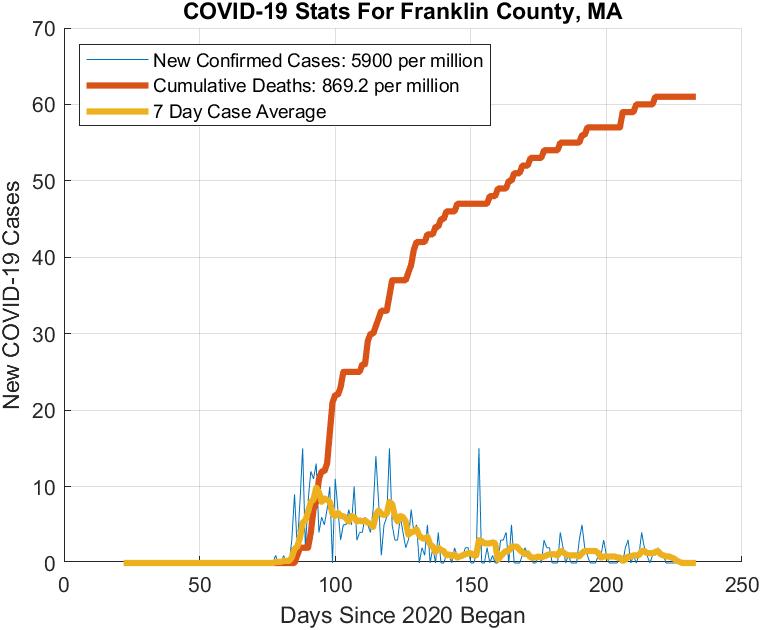 COVID-19 Stats For Franklin County, MA
70
60
50
40
30
20
10
0
New COVID-19 Cases
New Confirmed Cases: 5900 per million
Cumulative Deaths: 869.2 per million
7 Day Case Average
0 50 100 150 200 250
Days Since 2020 Began